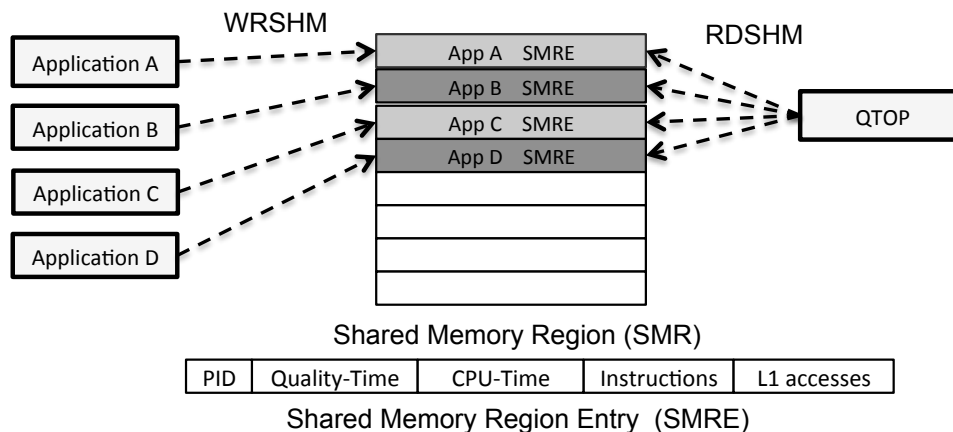 WRSHM
RDSHM
Application A
Application B
Application C
Application D
App A SMRE
App B SMRE
App C SMRE
App D SMRE
QTOP
Shared Memory Region (SMR)
PID Quality-Time CPU-Time Instructions L1 accesses
Shared Memory Region Entry (SMRE)